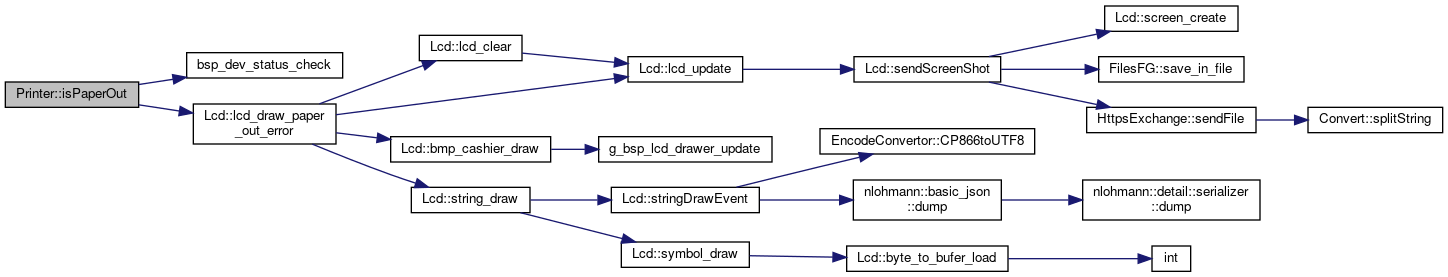 Printer::isPaperOut
bsp_dev_status_check
Lcd::lcd_draw_paper
_out_error
Lcd::lcd_clear
Lcd::lcd_update
Lcd::sendScreenShot
Lcd::screen_create
FilesFG::save_in_file
HttpsExchange::sendFile
Convert::splitString
Lcd::bmp_cashier_draw
g_bsp_lcd_drawer_update
Lcd::string_draw
Lcd::stringDrawEvent
EncodeConvertor::CP866toUTF8
nlohmann::basic_json
::dump
nlohmann::detail::serializer
::dump
Lcd::symbol_draw
Lcd::byte_to_bufer_load
int